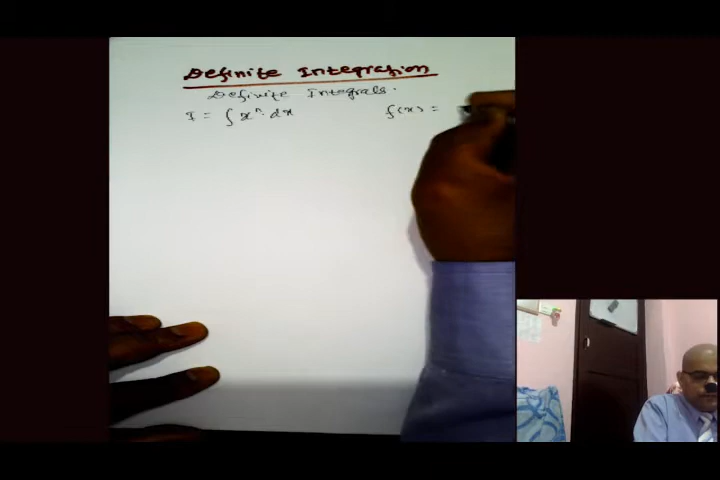 Definite Integration
Definite Integrals.
I = ∫ xⁿ. dx f(x) =